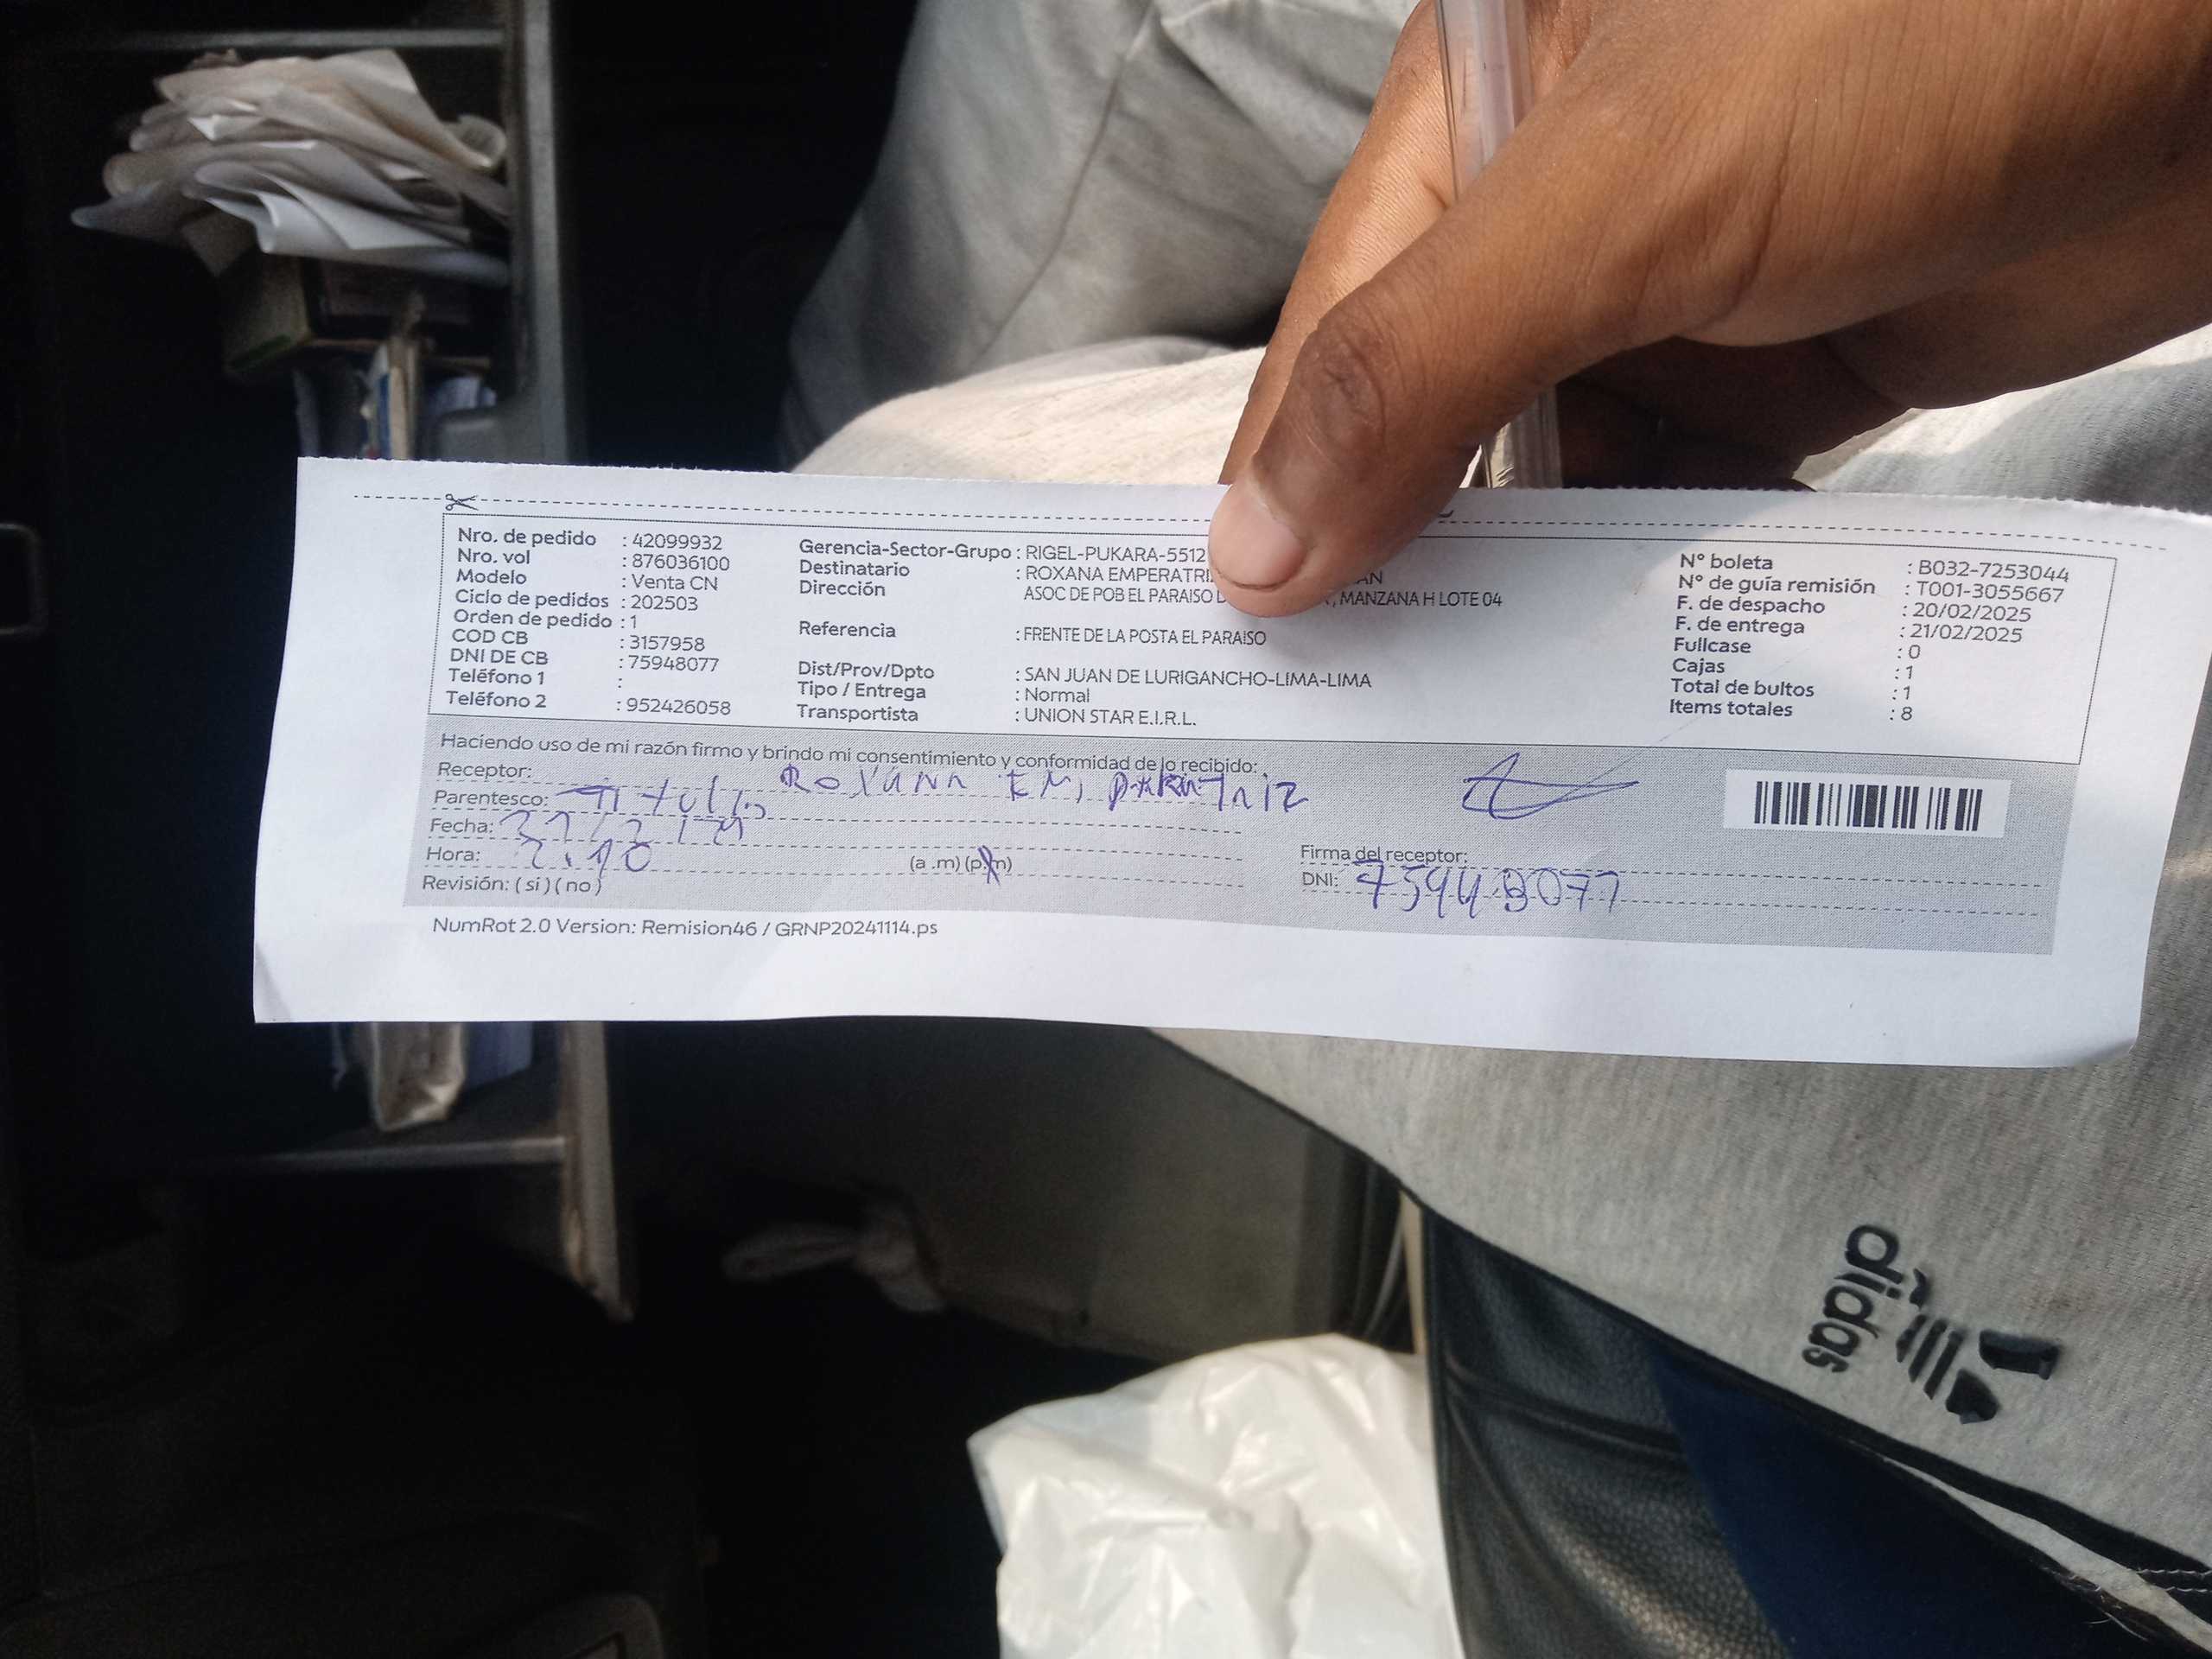 Nro. de pedido : 42099932
Nro. vol : 876036100
Modelo : Venta CN
Ciclo de pedidos : 202503
Orden de pedido : 1
COD CB : 3157958
DNI DE CB : 75948077
Teléfono 1 :
Teléfono 2 : 952426058
Gerencia-Sector-Grupo : RIGEL-PUKARA-5512
Destinatario : ROXANA EMPERATRI
Dirección ASOC DE POB EL PARAISO , MANZANA H LOTE 04
Referencia : FRENTE DE LA POSTA EL PARAISO
Dist/Prov/Dpto : SAN JUAN DE LURIGANCHO-LIMA-LIMA
Tipo / Entrega : Normal
Transportista : UNION STAR E.I.R.L.
N° boleta : B032-7253044
N° de guía remisión : T001-3055667
F. de despacho : 20/02/2025
F. de entrega : 21/02/2025
Fullcase : 0
Cajas : 1
Total de bultos : 1
Items totales : 8
Haciendo uso de mi razón firmo y brindo mi consentimiento y conformidad de lo recibido:
Receptor: ROXANA
Parentesco:
Fecha:
Hora: (a .m) (p.m)
Revisión: ( si ) ( no )
Firma del receptor:
DNI: 75948077
NumRot 2.0 Version: Remision46 / GRNP20241114.ps
adidas